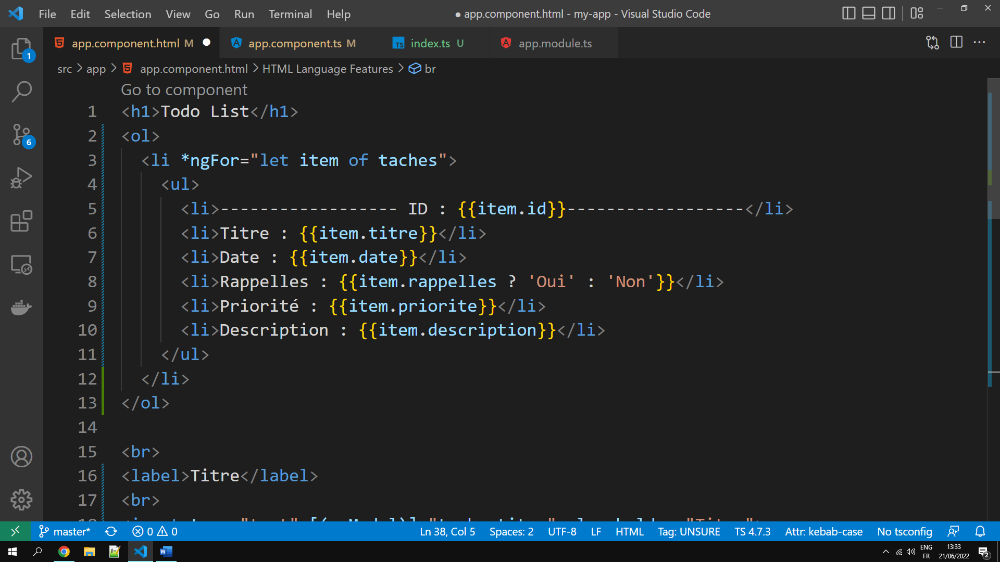 File Edit Selection View Go Run Terminal Help ● app.component.html - my-app - Visual Studio Code
app.component.html M ● app.component.ts M TS index.ts U app.module.ts
src > app > app.component.html > HTML Language Features > br
Go to component
1 <h1>Todo List</h1>
2 <ol>
3 <li *ngFor="let item of taches">
4 <ul>
5 <li>------------------ ID : {{item.id}}------------------</li>
6 <li>Titre : {{item.titre}}</li>
7 <li>Date : {{item.date}}</li>
8 <li>Rappelles : {{item.rappelles ? 'Oui' : 'Non'}}</li>
9 <li>Priorité : {{item.priorite}}</li>
10 <li>Description : {{item.description}}</li>
11 </ul>
12 </li>
13 </ol>
14
15 <br>
16 <label>Titre</label>
17 <br>
1
6
master* 0 0 Ln 38, Col 5 Spaces: 2 UTF-8 LF HTML Tag: UNSURE TS 4.7.3 Attr: kebab-case No tsconfig
ENG 13:33
FR 21/06/2022 2